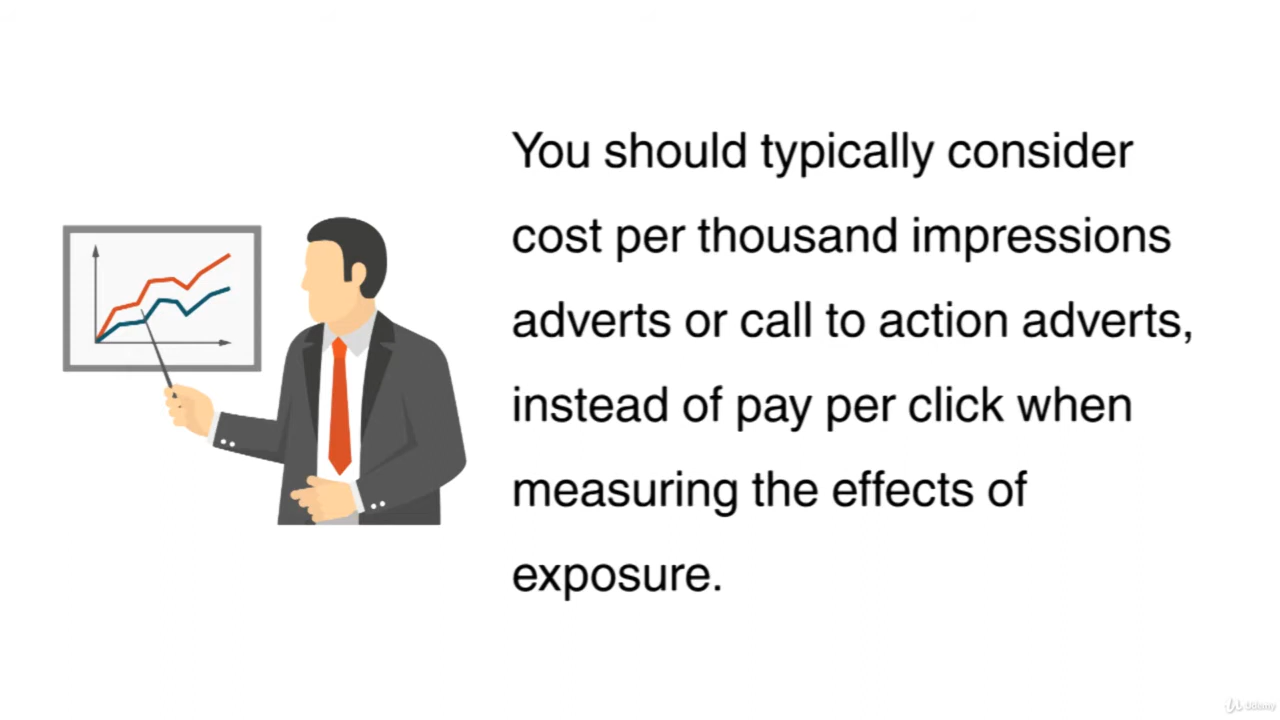 You should typically consider
cost per thousand impressions
adverts or call to action adverts,
instead of pay per click when
measuring the effects of
exposure.
Udemy